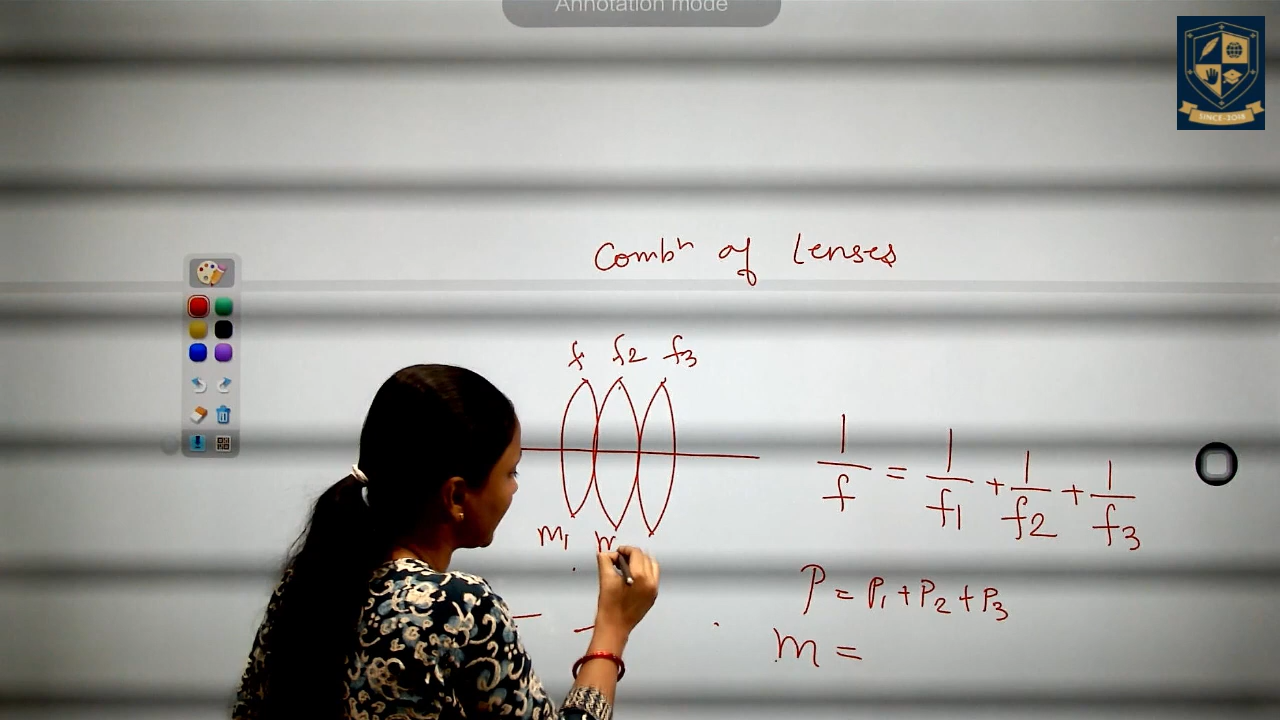 Annotation mode
SINCE-2018
Combⁿ of lenses
f f2 f3
1/f = 1/f1 + 1/f2 + 1/f3
m1 m
P = P1 + P2 + P3
m =